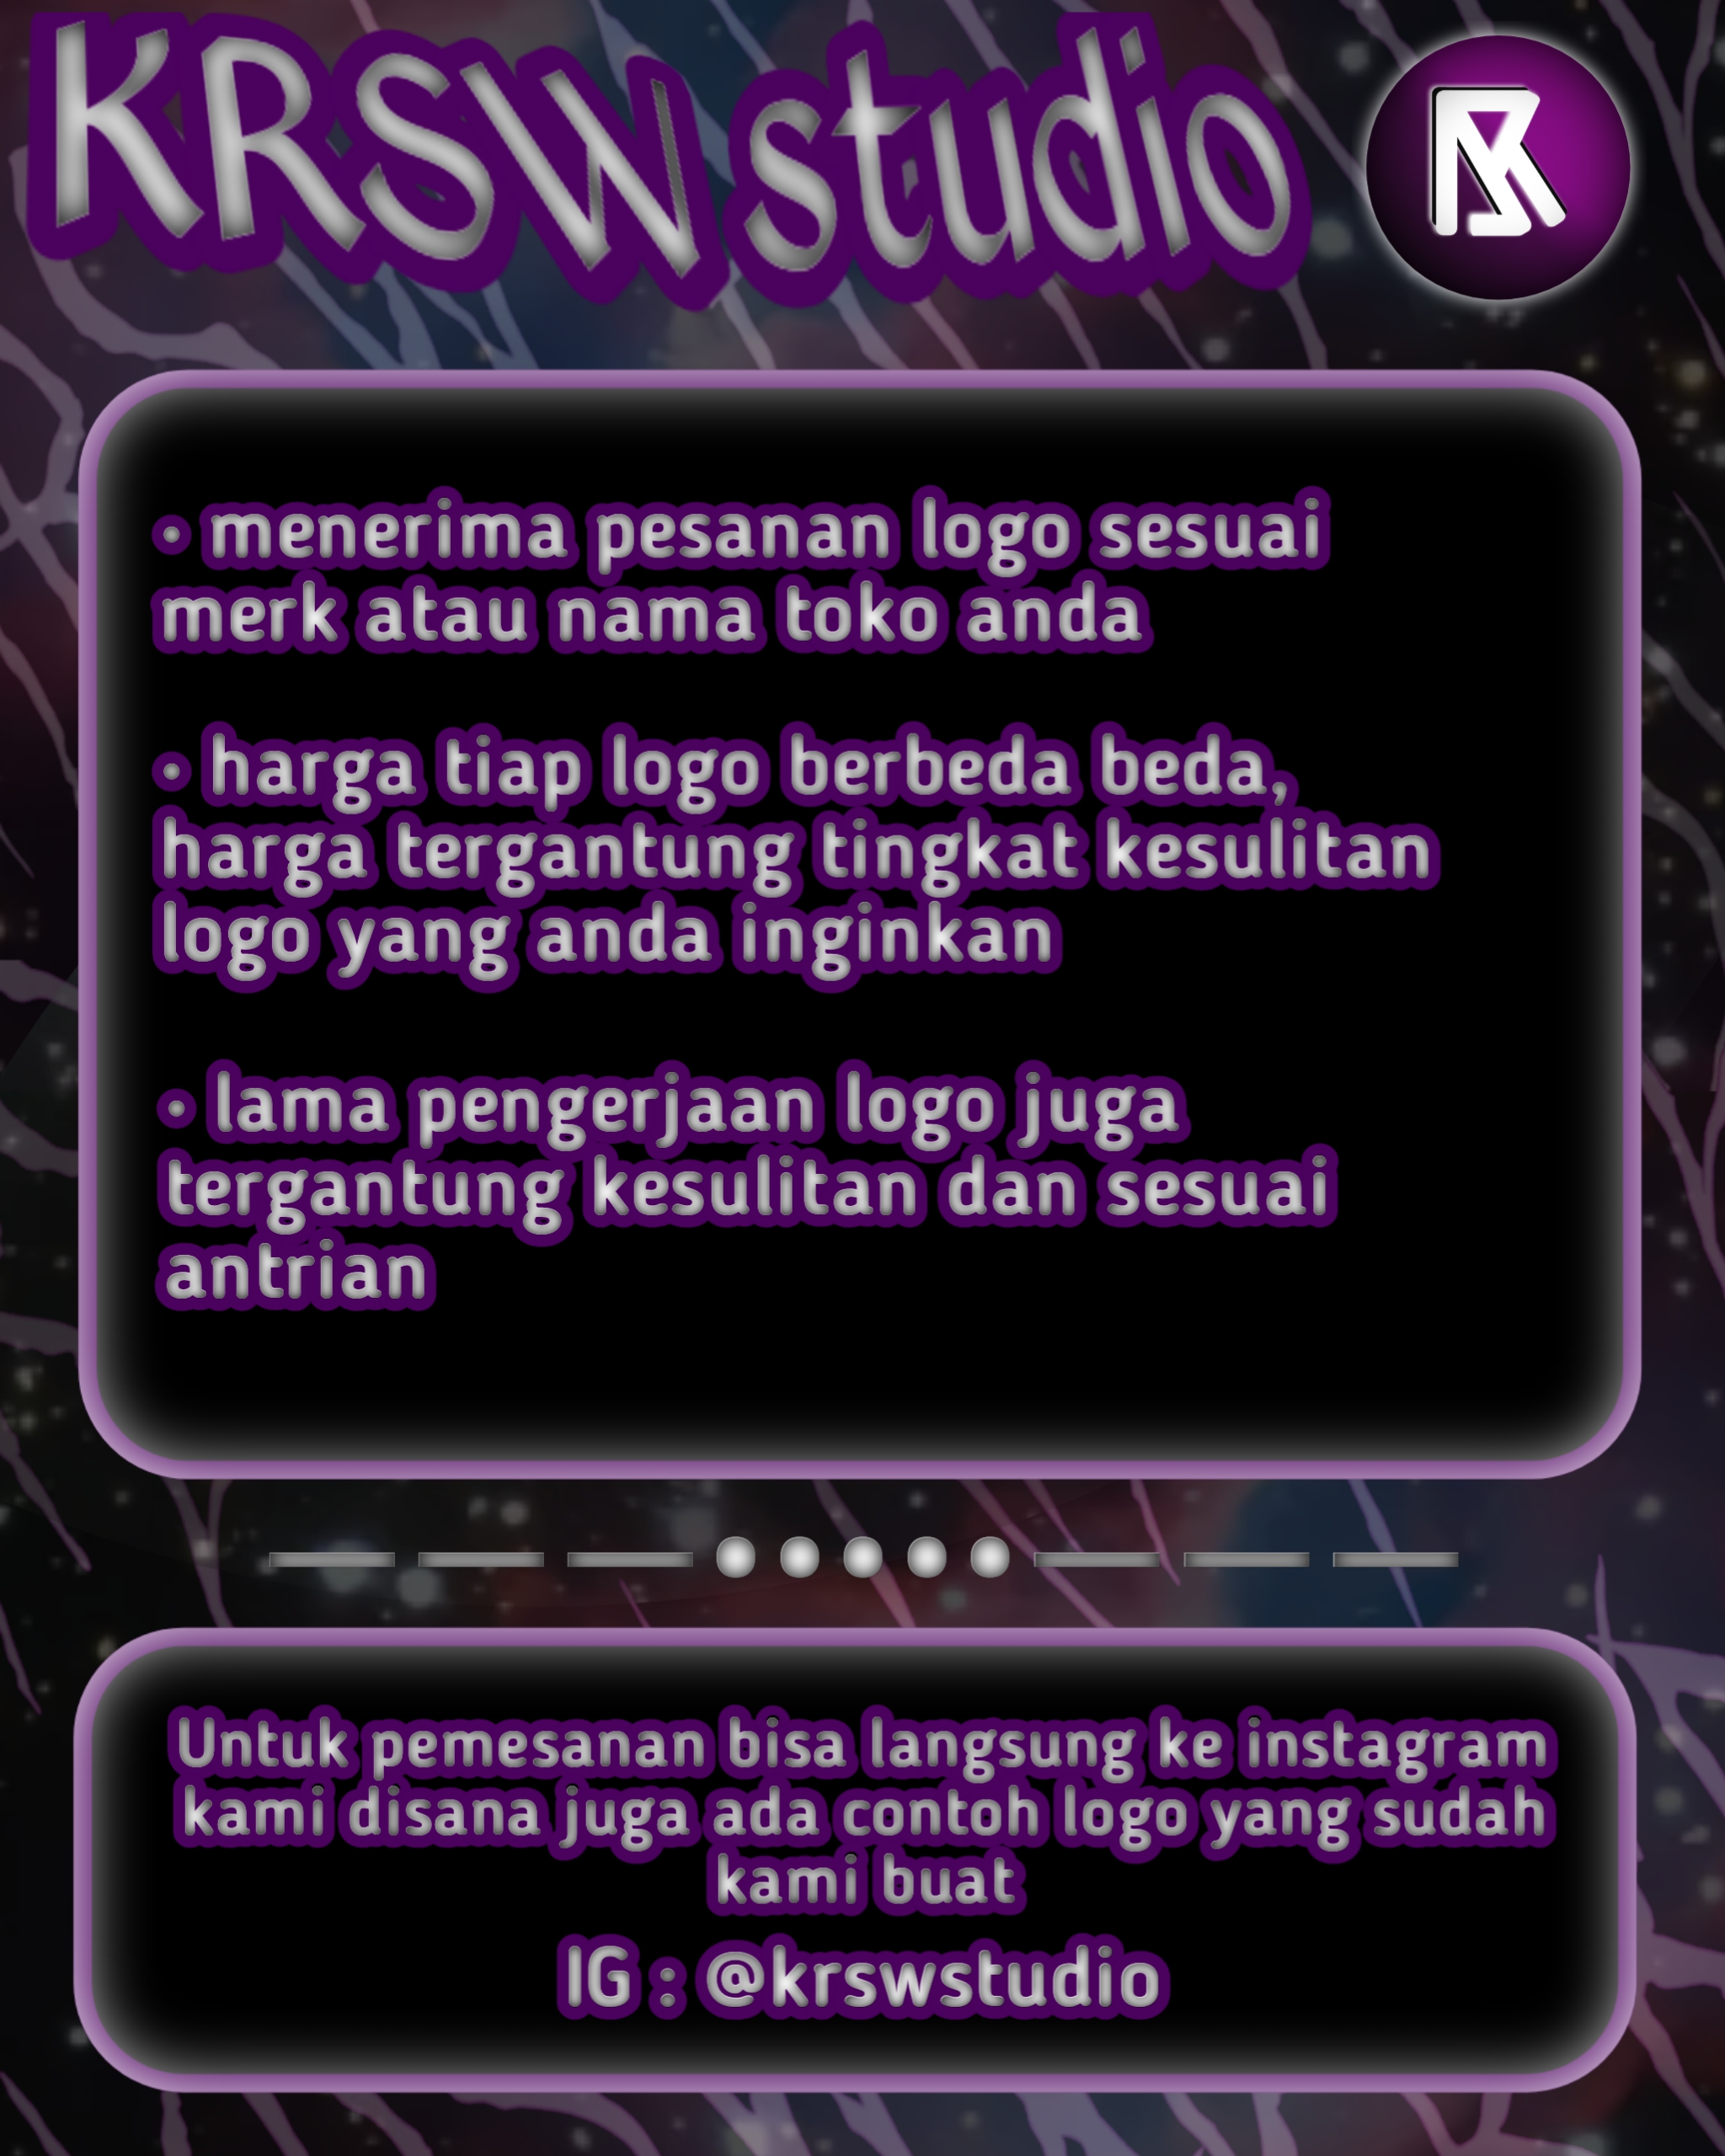 KRSW studio
• menerima pesanan logo sesuai
merk atau nama toko anda
• harga tiap logo berbeda beda,
harga tergantung tingkat kesulitan
logo yang anda inginkan
• lama pengerjaan logo juga
tergantung kesulitan dan sesuai
antrian
Untuk pemesanan bisa langsung ke instagram
kami disana juga ada contoh logo yang sudah
kami buat
IG : @krswstudio